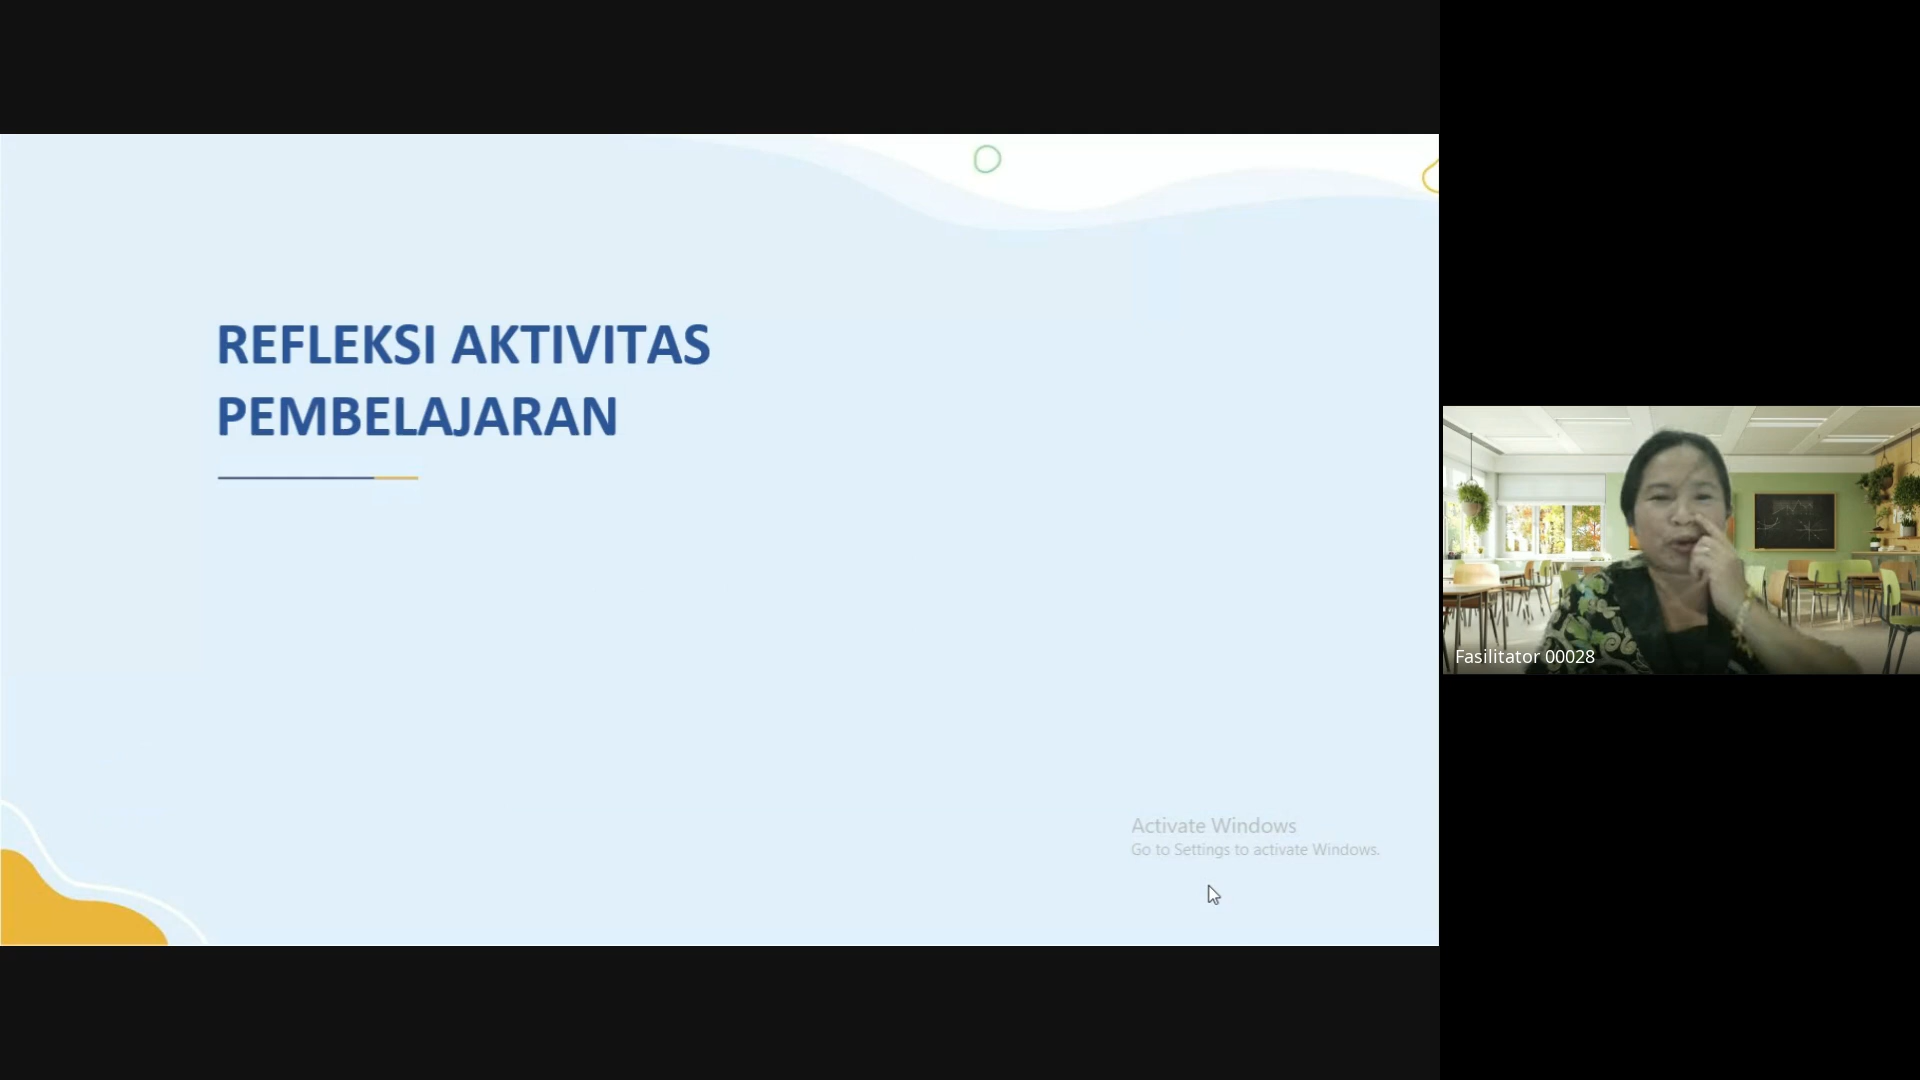 REFLEKSI AKTIVITAS
PEMBELAJARAN
Activate Windows
Go to Settings to activate Windows.
Fasilitator 00028